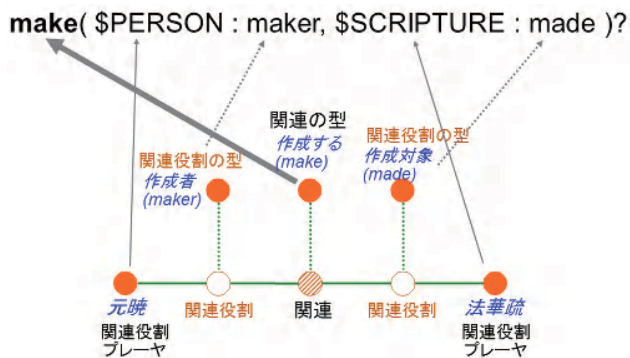 make( $PERSON : maker, $SCRIPTURE : made )?
関連の型
作成する
(make)
関連役割の型
作成者
(maker)
関連役割の型
作成対象
(made)
元暁
関連役割
関連
関連役割
法華疏
関連役割
プレーヤ
関連役割
プレーヤ